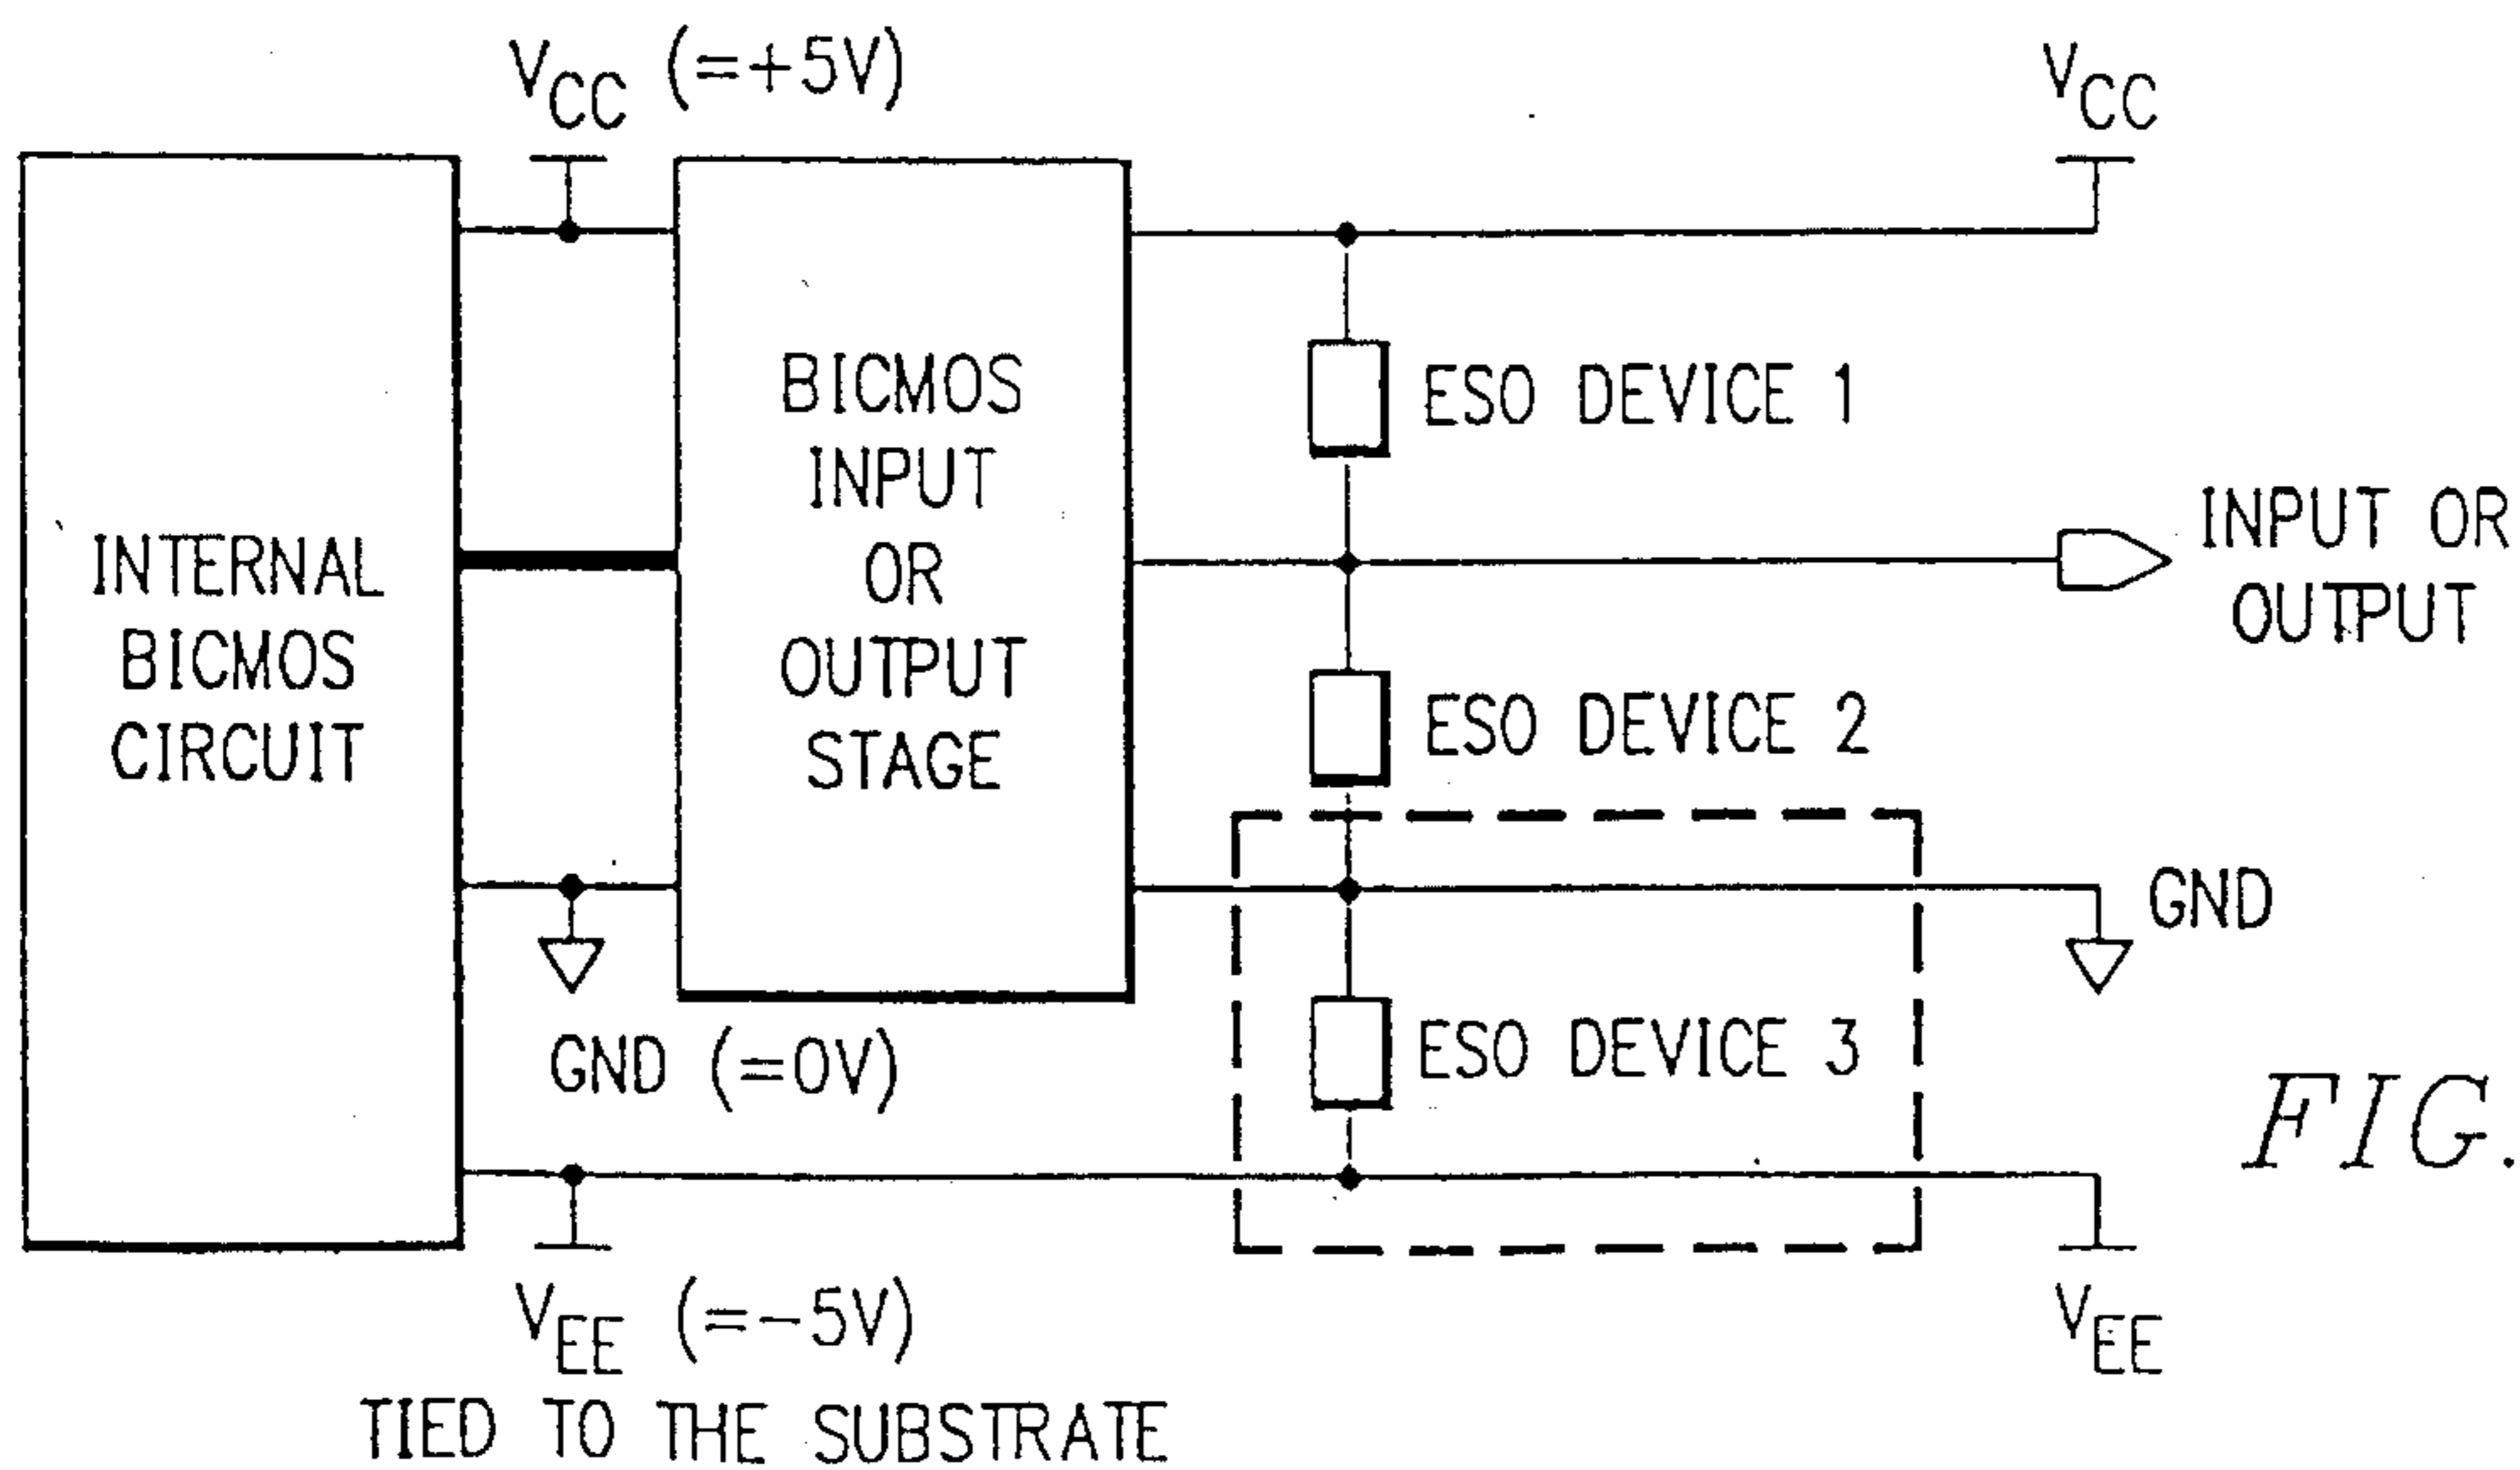 VCC (=+5V)
VCC
INTERNAL
BICMOS
CIRCUIT
BICMOS
INPUT
OR
OUTPUT
STAGE
ESO DEVICE 1
INPUT OR
OUTPUT
ESO DEVICE 2
GND
GND (=0V)
ESO DEVICE 3
FIG.
VEE (=-5V)
TIED TO THE SUBSTRATE
VEE